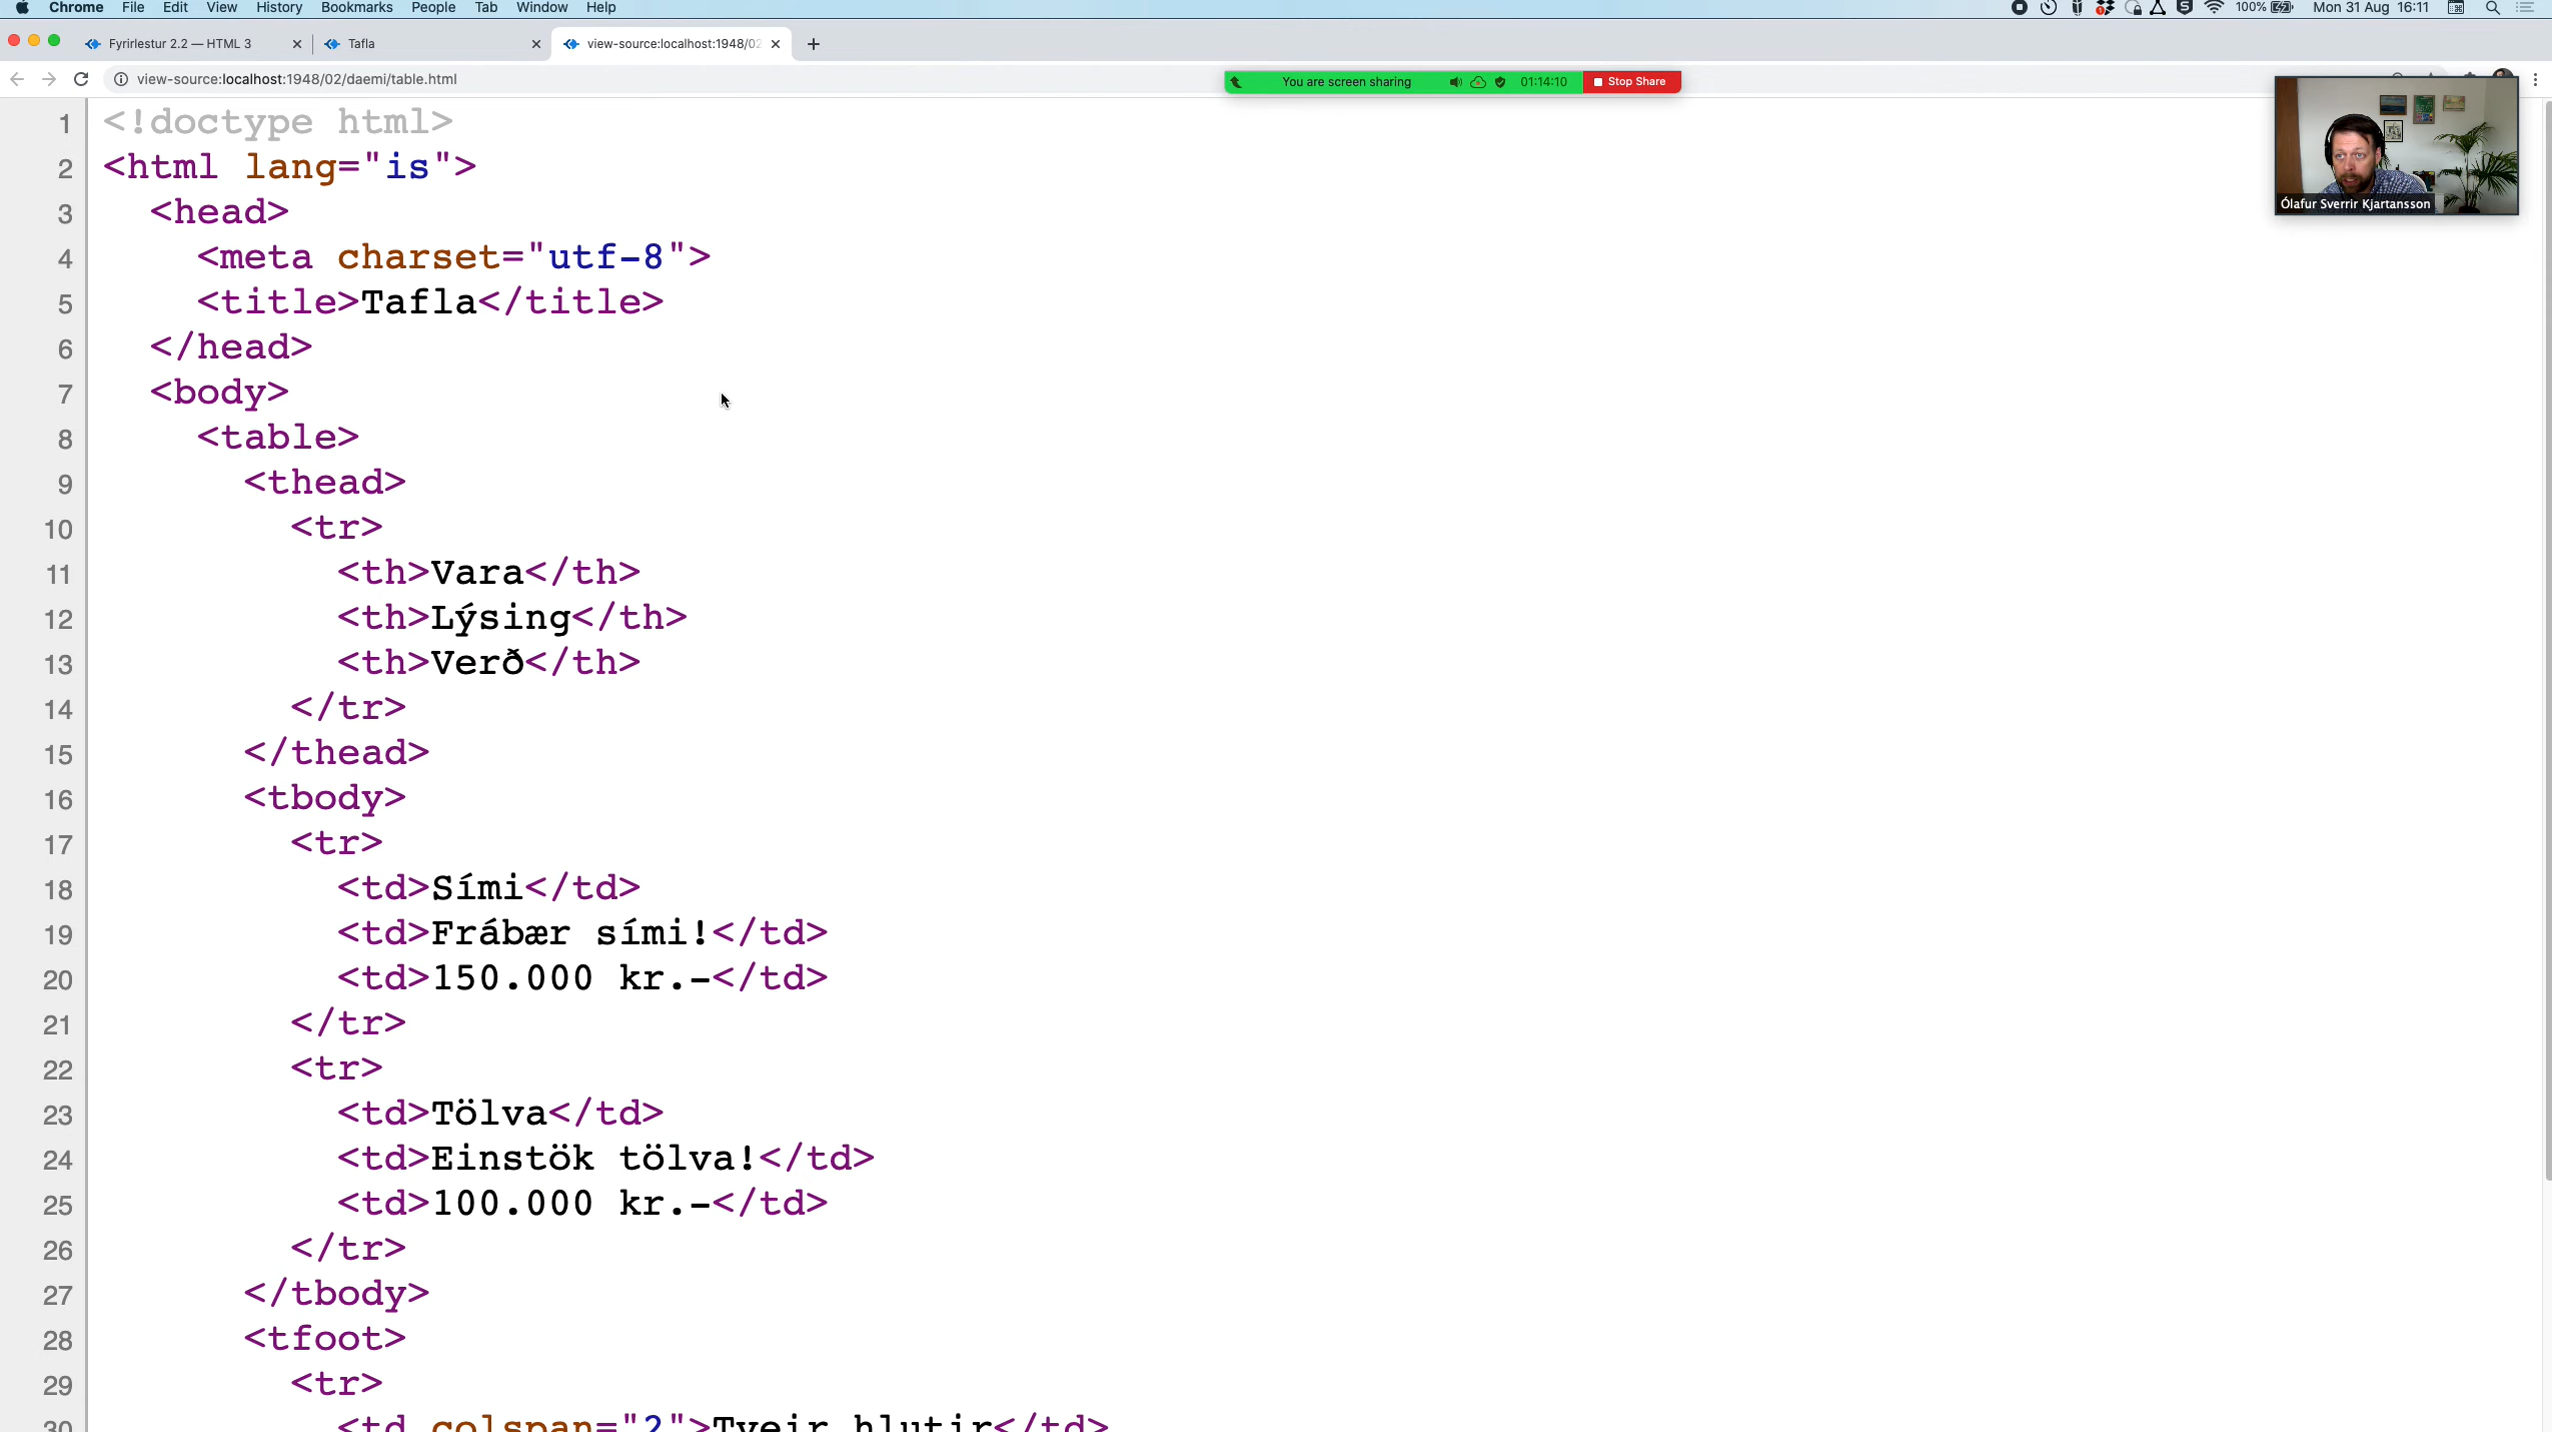 Chrome File Edit View History Bookmarks People Tab Window Help
100% Mon 31 Aug 16:11
Fyrirlestur 2.2 — HTML 3
Tafla
view-source:localhost:1948/02
view-source:localhost:1948/02/daemi/table.html
You are screen sharing
01:14:10
Stop Share
Ólafur Sverrir Kjartansson
1 <!doctype html>
2 <html lang="is">
3 <head>
4 <meta charset="utf-8">
5 <title>Tafla</title>
6 </head>
7 <body>
8 <table>
9 <thead>
10 <tr>
11 <th>Vara</th>
12 <th>Lýsing</th>
13 <th>Verð</th>
14 </tr>
15 </thead>
16 <tbody>
17 <tr>
18 <td>Sími</td>
19 <td>Frábær sími!</td>
20 <td>150.000 kr.-</td>
21 </tr>
22 <tr>
23 <td>Tölva</td>
24 <td>Einstök tölva!</td>
25 <td>100.000 kr.-</td>
26 </tr>
27 </tbody>
28 <tfoot>
29 <tr>
30 <td colspan="2">Tveir hlutir</td>